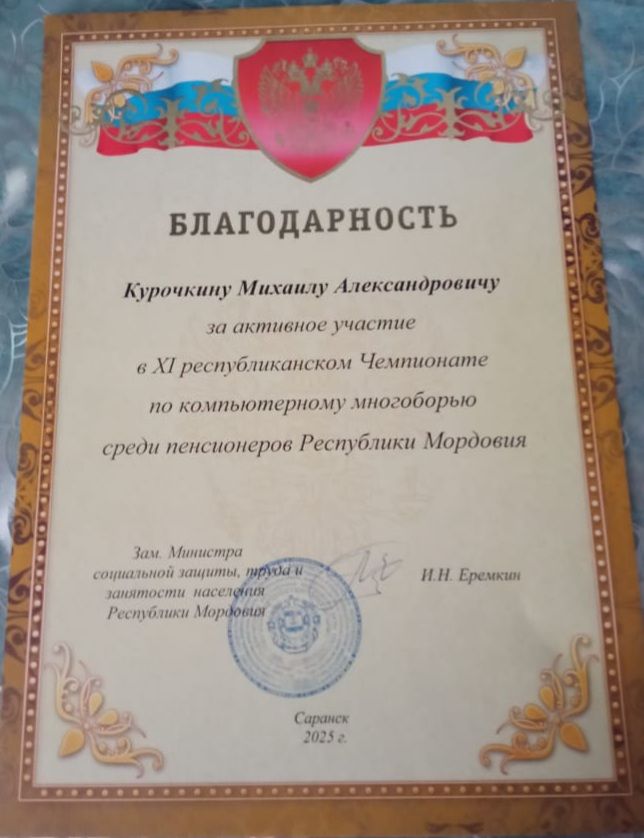 БЛАГОДАРНОСТЬ
Курочкину Михаилу Александровичу
за активное участие
в XI республиканском Чемпионате
по компьютерному многоборью
среди пенсионеров Республики Мордовия
Зам. Министра
социальной защиты, труда и
занятости населения
Республики Мордовия
И.Н. Еремкин
Саранск
2025 г.